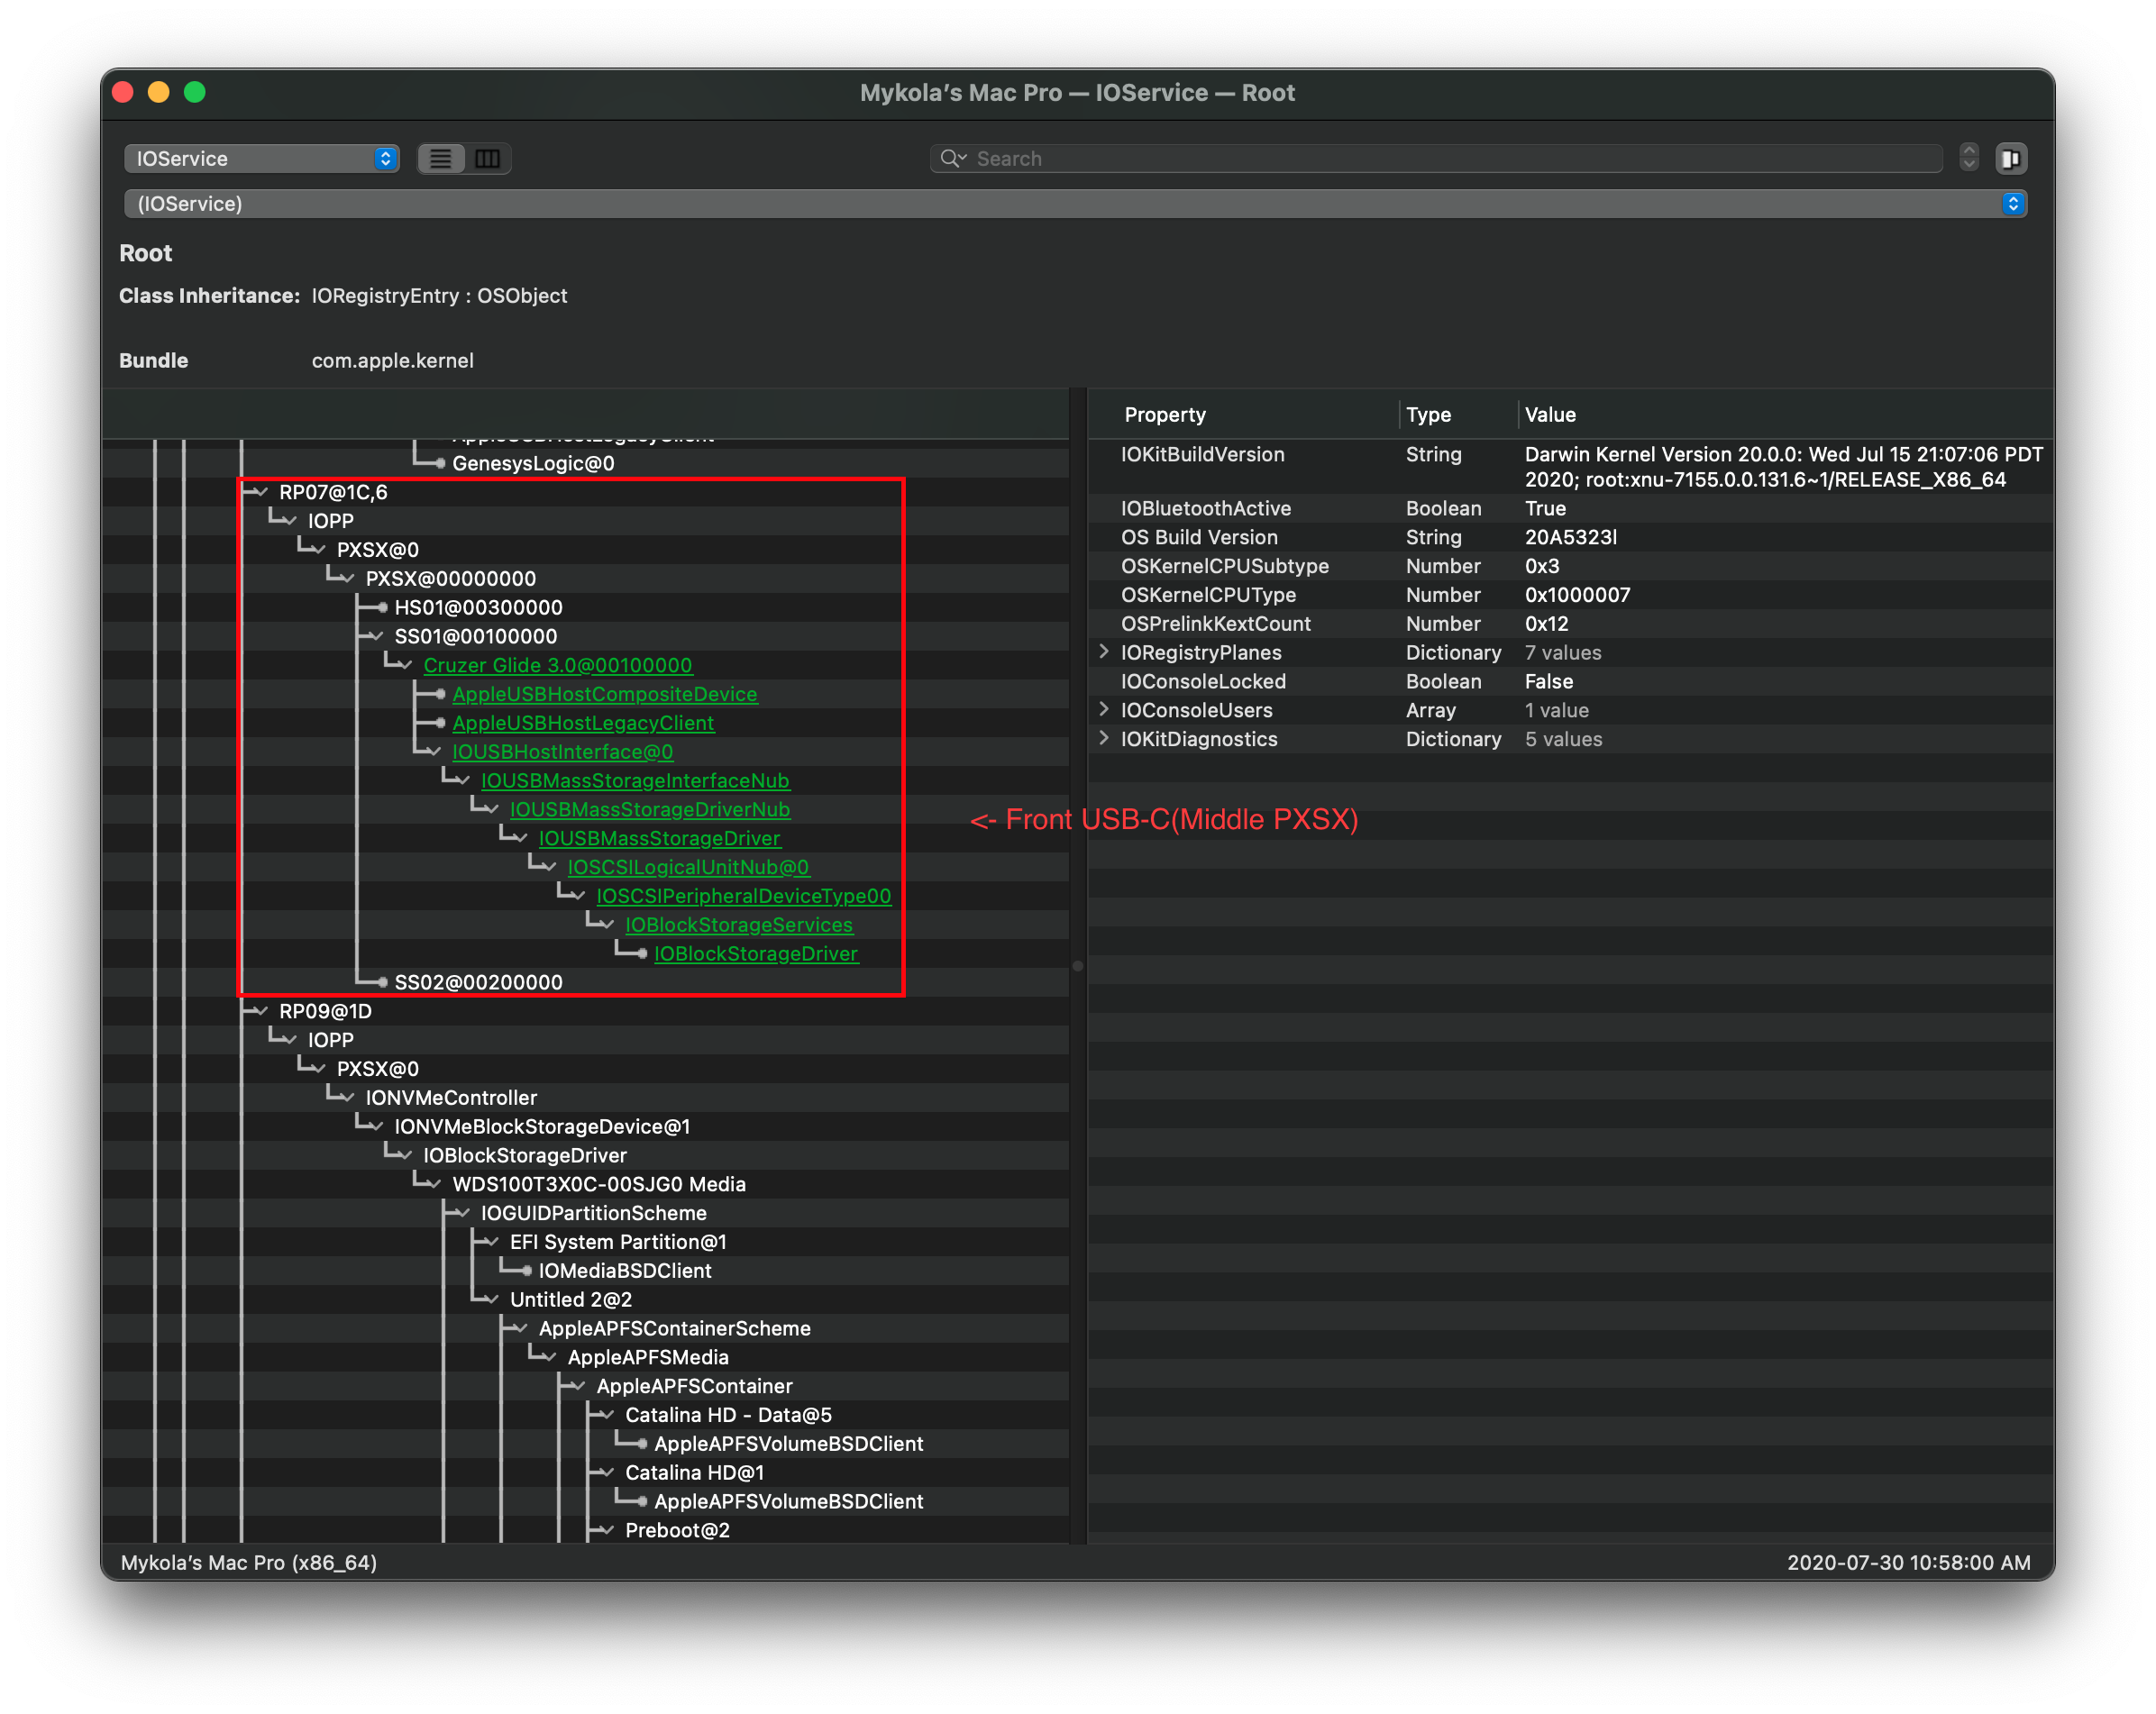 Mykola’s Mac Pro — IOService — Root
IOService
Search
(IOService)
Root
Class Inheritance: IORegistryEntry : OSObject
Bundle com.apple.kernel
AppleUSBHostLegacyClient
GenesysLogic@0
RP07@1C,6
IOPP
PXSX@0
PXSX@00000000
HS01@00300000
SS01@00100000
Cruzer Glide 3.0@00100000
AppleUSBHostCompositeDevice
AppleUSBHostLegacyClient
IOUSBHostInterface@0
IOUSBMassStorageInterfaceNub
IOUSBMassStorageDriverNub
IOUSBMassStorageDriver
IOSCSILogicalUnitNub@0
IOSCSIPeripheralDeviceType00
IOBlockStorageServices
IOBlockStorageDriver
SS02@00200000
RP09@1D
IOPP
PXSX@0
IONVMeController
IONVMeBlockStorageDevice@1
IOBlockStorageDriver
WDS100T3X0C-00SJG0 Media
IOGUIDPartitionScheme
EFI System Partition@1
IOMediaBSDClient
Untitled 2@2
AppleAPFSContainerScheme
AppleAPFSMedia
AppleAPFSContainer
Catalina HD - Data@5
AppleAPFSVolumeBSDClient
Catalina HD@1
AppleAPFSVolumeBSDClient
Preboot@2
<- Front USB-C(Middle PXSX)
Property Type Value
IOKitBuildVersion String Darwin Kernel Version 20.0.0: Wed Jul 15 21:07:06 PDT
2020; root:xnu-7155.0.0.131.6~1/RELEASE_X86_64
IOBluetoothActive Boolean True
OS Build Version String 20A5323l
OSKernelCPUSubtype Number 0x3
OSKernelCPUType Number 0x1000007
OSPrelinkKextCount Number 0x12
IORegistryPlanes Dictionary 7 values
IOConsoleLocked Boolean False
IOConsoleUsers Array 1 value
IOKitDiagnostics Dictionary 5 values
Mykola’s Mac Pro (x86_64)
2020-07-30 10:58:00 AM